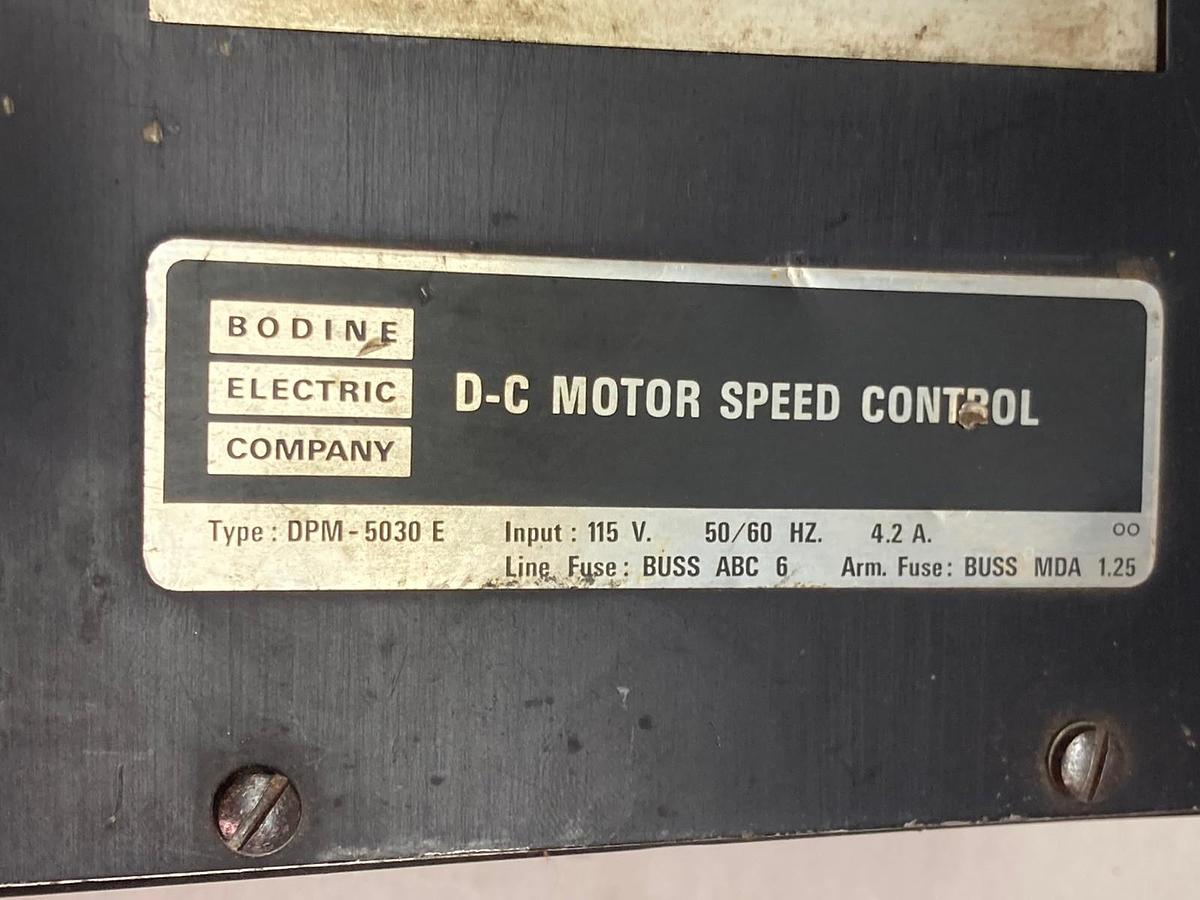 BODINE
ELECTRIC
COMPANY
D-C MOTOR SPEED CONTROL
Type : DPM - 5030 E Input : 115 V. 50/60 HZ. 4.2 A. OO
Line Fuse : BUSS ABC 6 Arm. Fuse : BUSS MDA 1.25